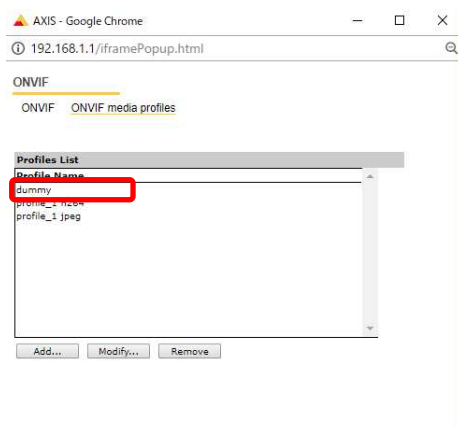 AXIS - Google Chrome
192.168.1.1/iframePopup.html
ONVIF
ONVIF ONVIF media profiles
Profiles List
Profile Name
dummy
profile_1 h264
profile_1 jpeg
Add... Modify... Remove